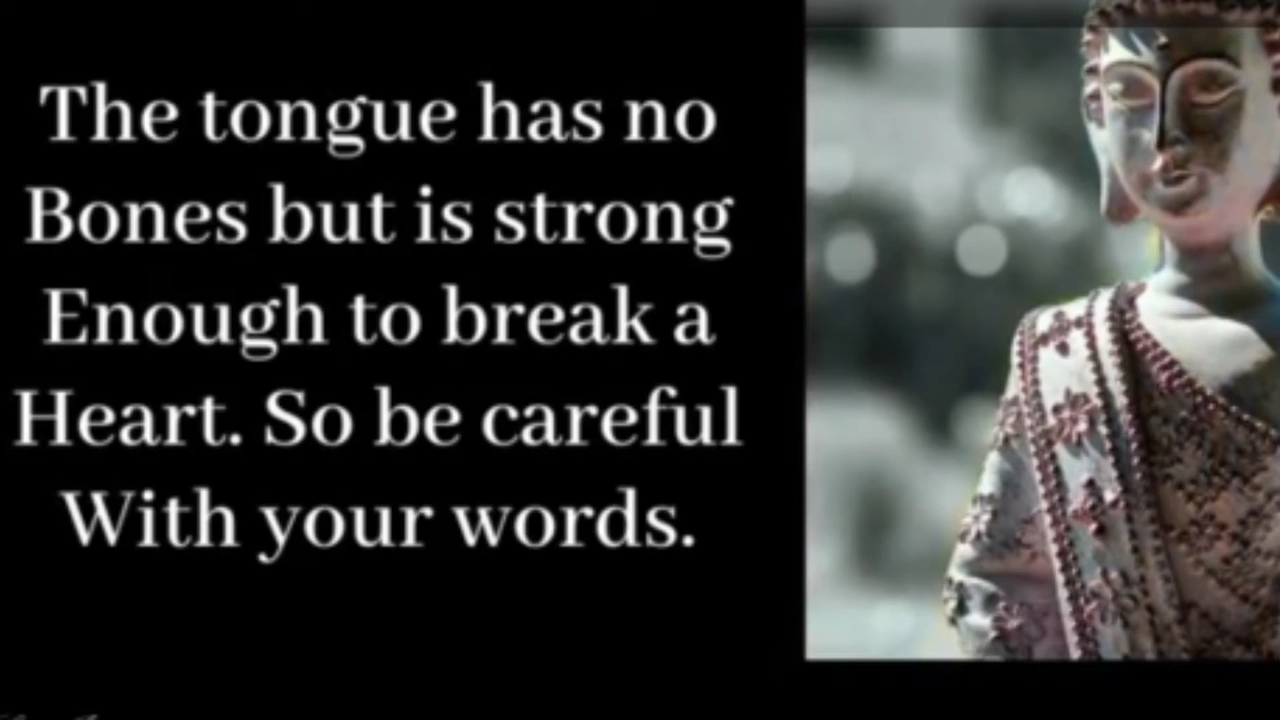 The tongue has no
Bones but is strong
Enough to break a
Heart. So be careful
With your words.